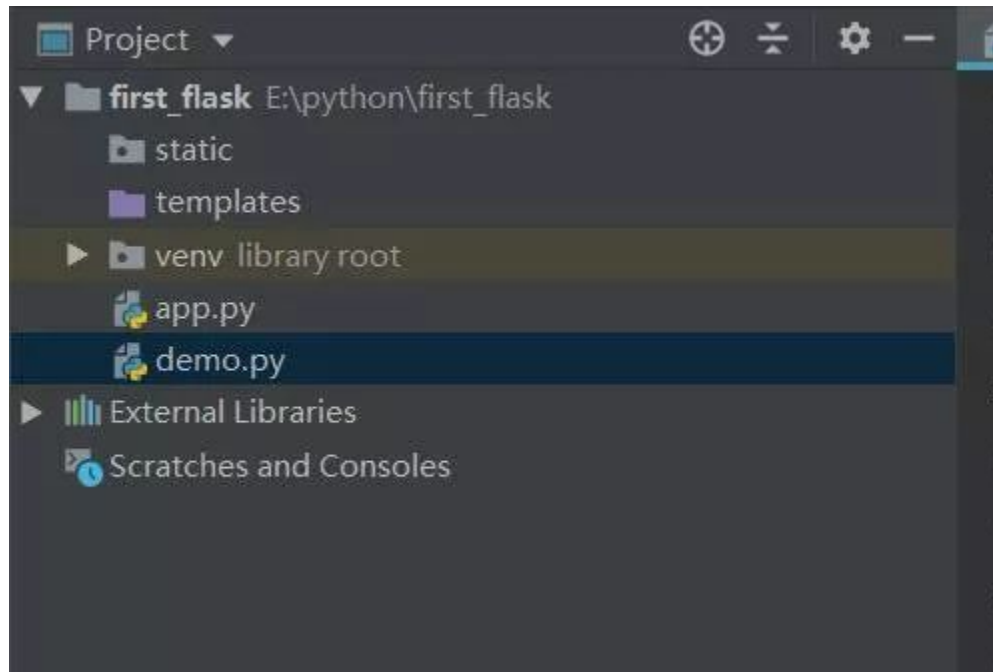 Project
first_flask E:\python\first_flask
static
templates
venv library root
app.py
demo.py
External Libraries
Scratches and Consoles